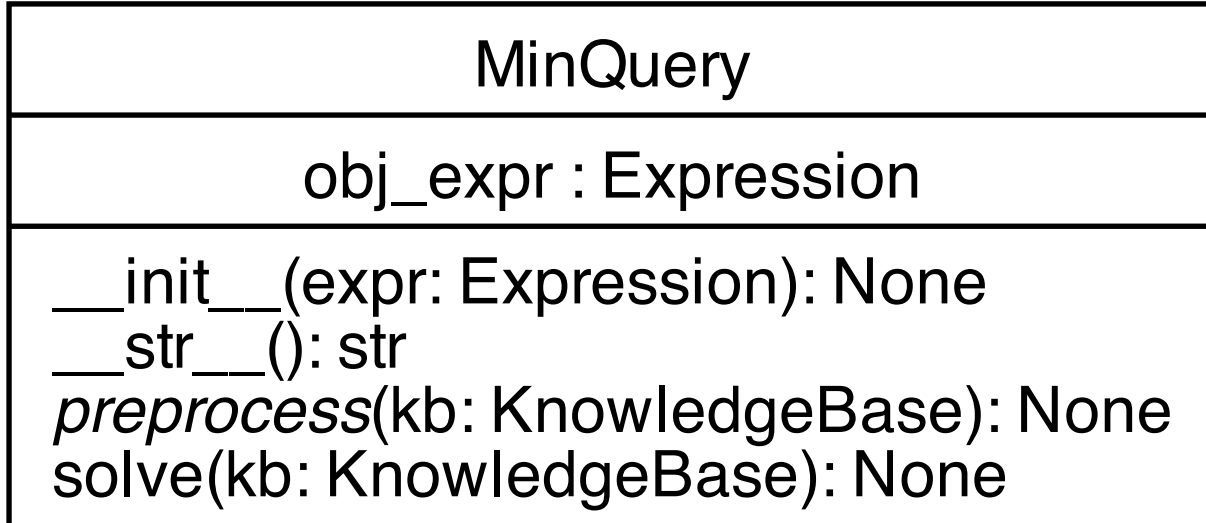 MinQuery
obj_expr : Expression
__init__(expr: Expression): None
__str__(): str
preprocess(kb: KnowledgeBase): None
solve(kb: KnowledgeBase): None